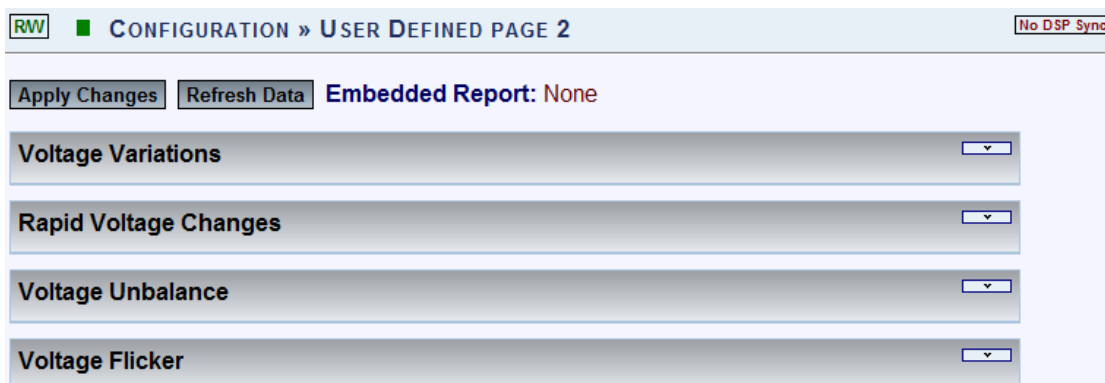 R/W CONFIGURATION » USER DEFINED PAGE 2 No DSP Sync
Apply Changes Refresh Data Embedded Report: None
Voltage Variations
Rapid Voltage Changes
Voltage Unbalance
Voltage Flicker